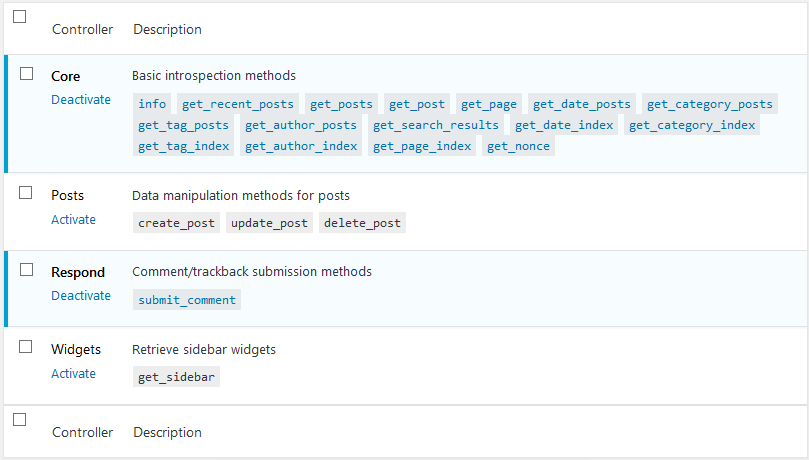 Controller Description
Core Basic introspection methods
Deactivate info get_recent_posts get_posts get_post get_page get_date_posts get_category_posts
get_tag_posts get_author_posts get_search_results get_date_index get_category_index
get_tag_index get_author_index get_page_index get_nonce
Posts Data manipulation methods for posts
Activate create_post update_post delete_post
Respond Comment/trackback submission methods
Deactivate submit_comment
Widgets Retrieve sidebar widgets
Activate get_sidebar
Controller Description